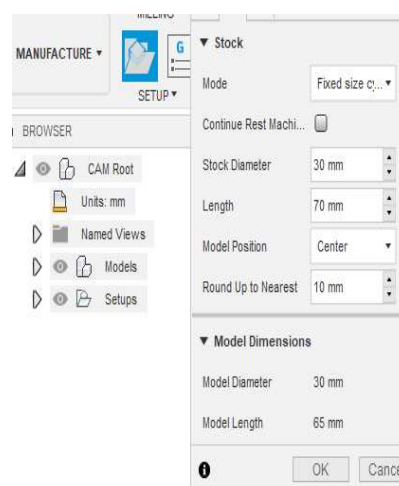 MILLING
MANUFACTURE ▾
G
SETUP ▾
BROWSER
CAM Root
Units: mm
Named Views
Models
Setups
▼ Stock
Mode Fixed size cy... ▾
Continue Rest Machi...
Stock Diameter 30 mm
Length 70 mm
Model Position Center ▾
Round Up to Nearest 10 mm
▼ Model Dimensions
Model Diameter 30 mm
Model Length 65 mm
OK Cance